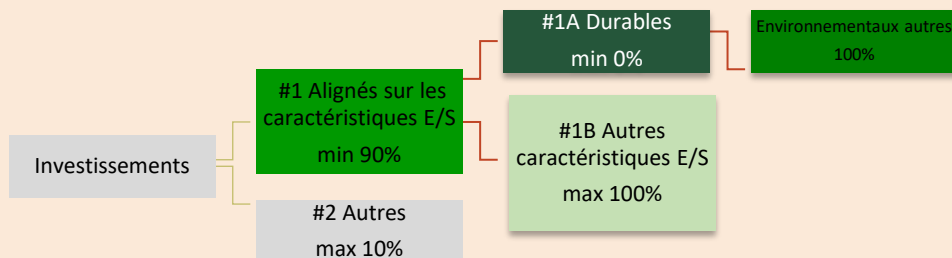 Investissements
#1 Alignés sur les
caractéristiques E/S
min 90%
#2 Autres
max 10%
#1A Durables
min 0%
#1B Autres
caractéristiques E/S
max 100%
Environnementaux autres
100%